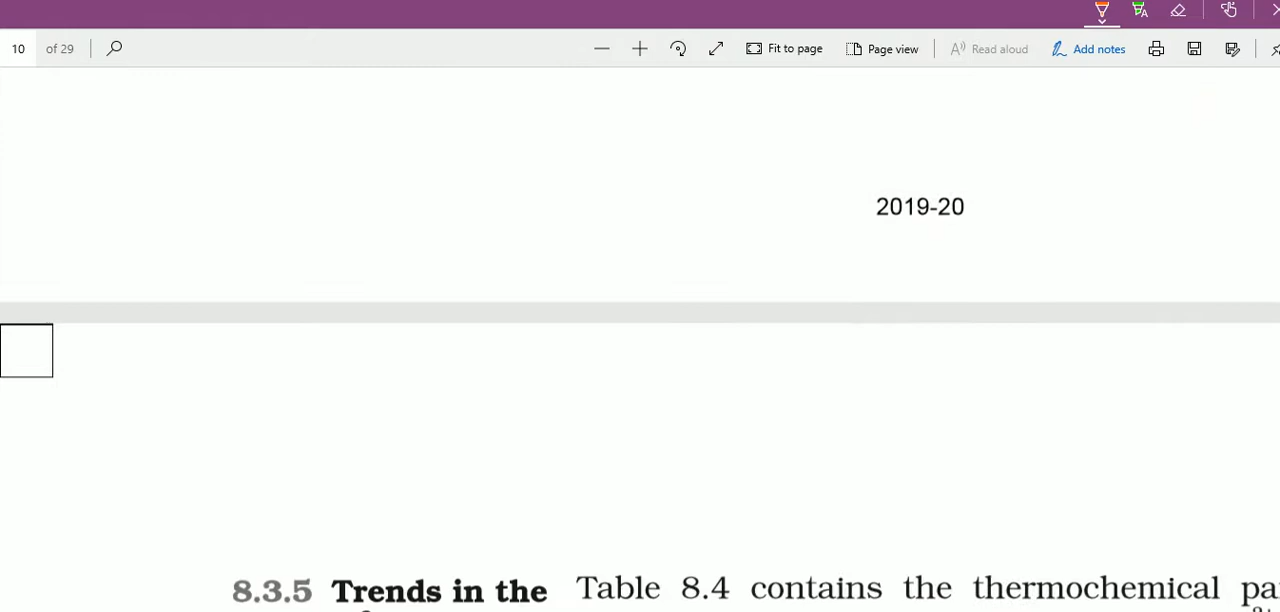 10 of 29 Fit to page Page view Read aloud Add notes
2019-20
8.3.5 Trends in the Table 8.4 contains the thermochemical